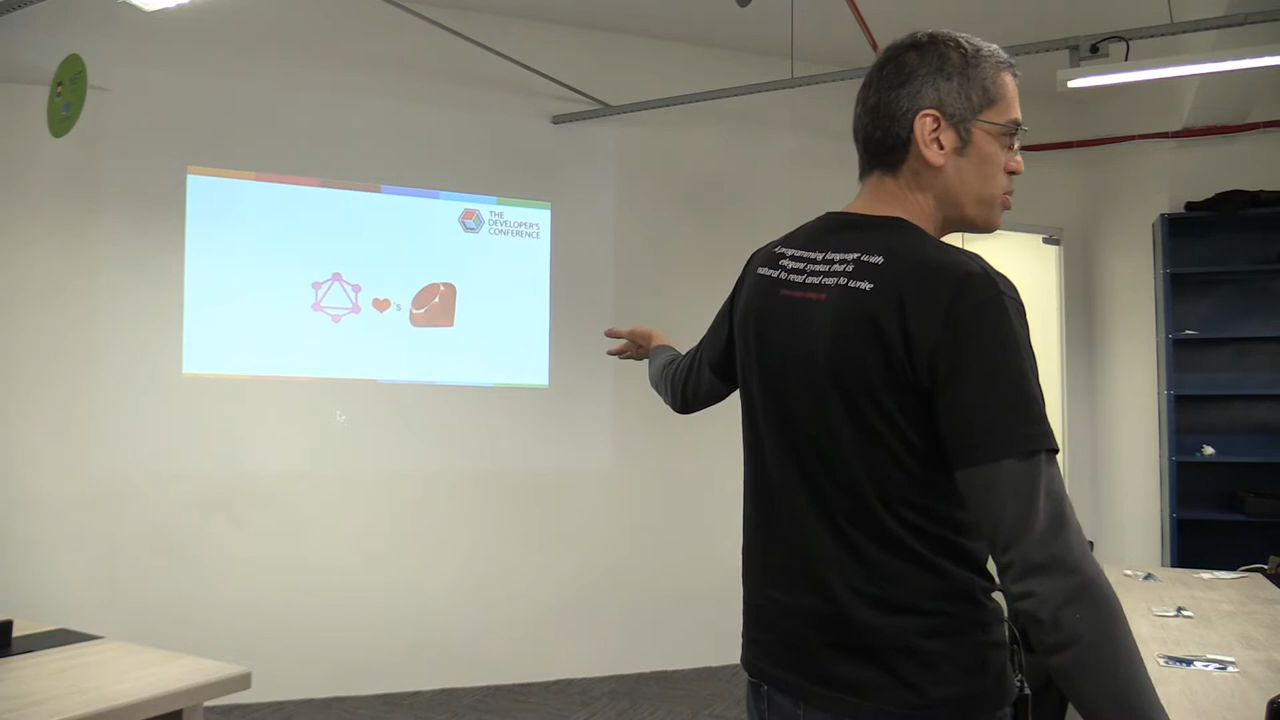 THE
DEVELOPER'S
CONFERENCE
's
A programming language with
elegant syntax that is
natural to read and easy to write